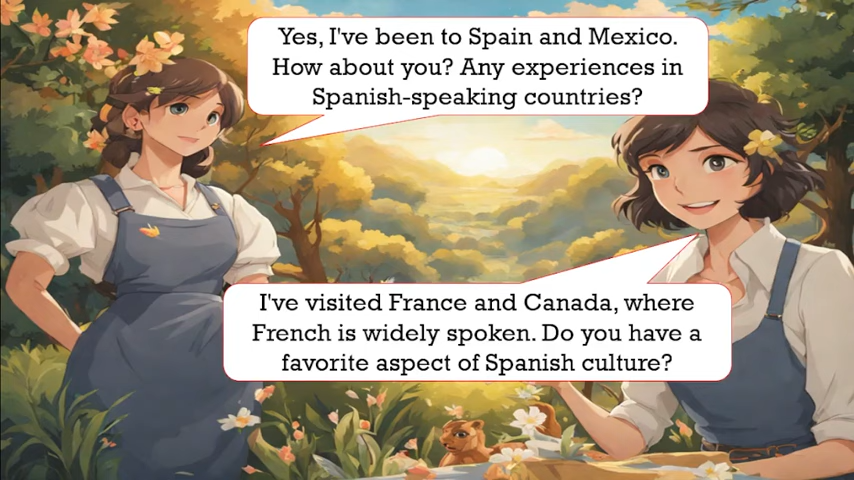 Yes, I've been to Spain and Mexico.
How about you? Any experiences in
Spanish-speaking countries?
I've visited France and Canada, where
French is widely spoken. Do you have a
favorite aspect of Spanish culture?